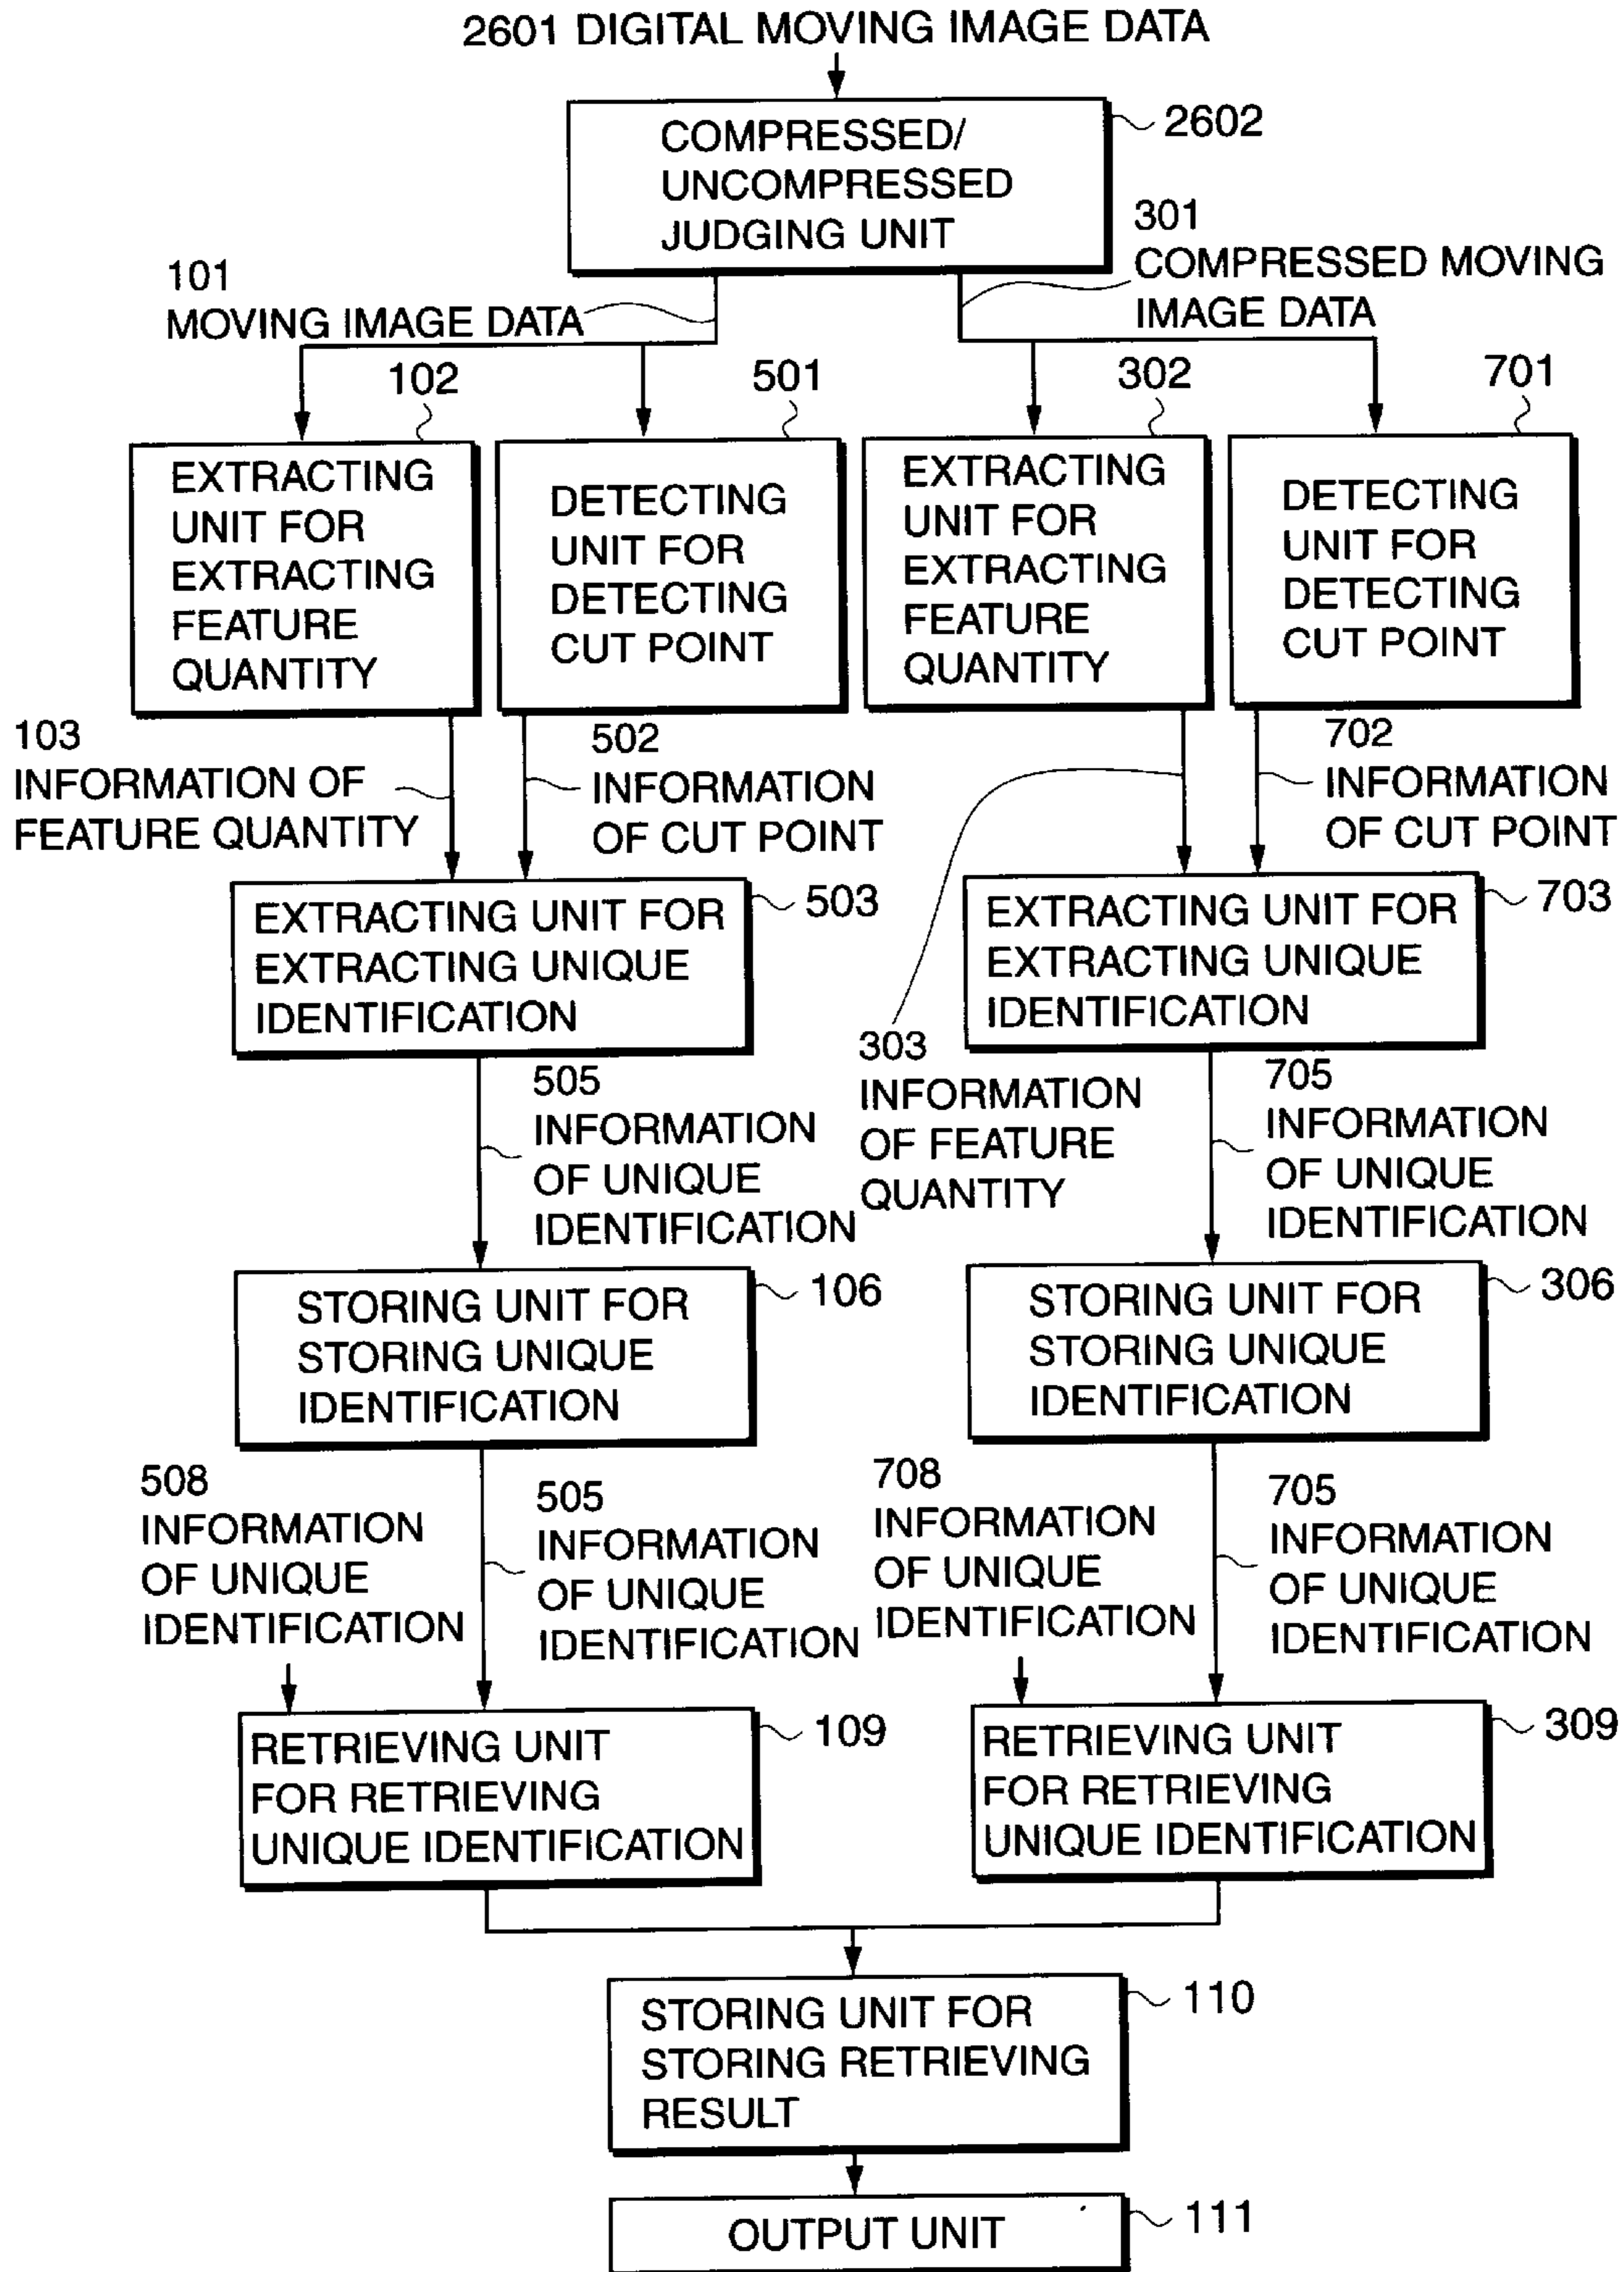 2601 DIGITAL MOVING IMAGE DATA
COMPRESSED/
UNCOMPRESSED
JUDGING UNIT
2602
101
MOVING IMAGE DATA
301
COMPRESSED MOVING
IMAGE DATA
102
501
302
701
EXTRACTING
UNIT FOR
EXTRACTING
FEATURE
QUANTITY
DETECTING
UNIT FOR
DETECTING
CUT POINT
EXTRACTING
UNIT FOR
EXTRACTING
FEATURE
QUANTITY
DETECTING
UNIT FOR
DETECTING
CUT POINT
103
INFORMATION OF
FEATURE QUANTITY
502
INFORMATION
OF CUT POINT
702
INFORMATION
OF CUT POINT
EXTRACTING UNIT FOR
EXTRACTING UNIQUE
IDENTIFICATION
503
EXTRACTING UNIT FOR
EXTRACTING UNIQUE
IDENTIFICATION
703
505
INFORMATION
OF UNIQUE
IDENTIFICATION
303
INFORMATION
OF FEATURE
QUANTITY
705
INFORMATION
OF UNIQUE
IDENTIFICATION
STORING UNIT FOR
STORING UNIQUE
IDENTIFICATION
106
STORING UNIT FOR
STORING UNIQUE
IDENTIFICATION
306
508
INFORMATION
OF UNIQUE
IDENTIFICATION
505
INFORMATION
OF UNIQUE
IDENTIFICATION
708
INFORMATION
OF UNIQUE
IDENTIFICATION
705
INFORMATION
OF UNIQUE
IDENTIFICATION
RETRIEVING UNIT
FOR RETRIEVING
UNIQUE IDENTIFICATION
109
RETRIEVING UNIT
FOR RETRIEVING
UNIQUE IDENTIFICATION
309
STORING UNIT FOR
STORING RETRIEVING
RESULT
110
OUTPUT UNIT
111